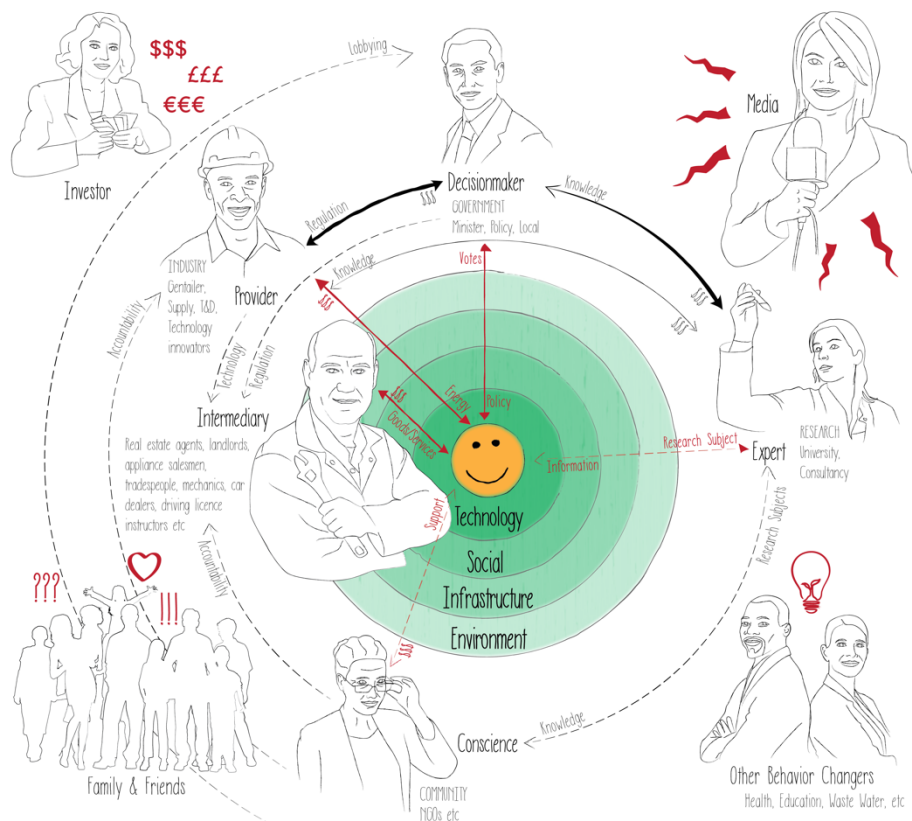 $$$
£££
€€€
Investor
Lobbying
Media
Decisionmaker
GOVERNMENT
Minister, Policy, Local
Regulation
$$$
Knowledge
$$$
INDUSTRY
Gentailer,
Supply, T&D,
Technology
innovators
Provider
Knowledge
$$$
Votes
$$$
Accountability
Technology
Regulation
Intermediary
Real estate agents, landlords,
appliance salesmen,
tradespeople, mechanics, car
dealers, driving licence
instructors etc
$$$
Goods/Services
Energy
Policy
Research Subject
Information
Expert
RESEARCH
University,
Consultancy
Support
$$$
Technology
Social
Infrastructure
Environment
Accountability
Research Subjects
???
!!!
Family & Friends
Conscience
COMMUNITY
NGOs etc
Knowledge
Other Behavior Changers
Health, Education, Waste Water, etc